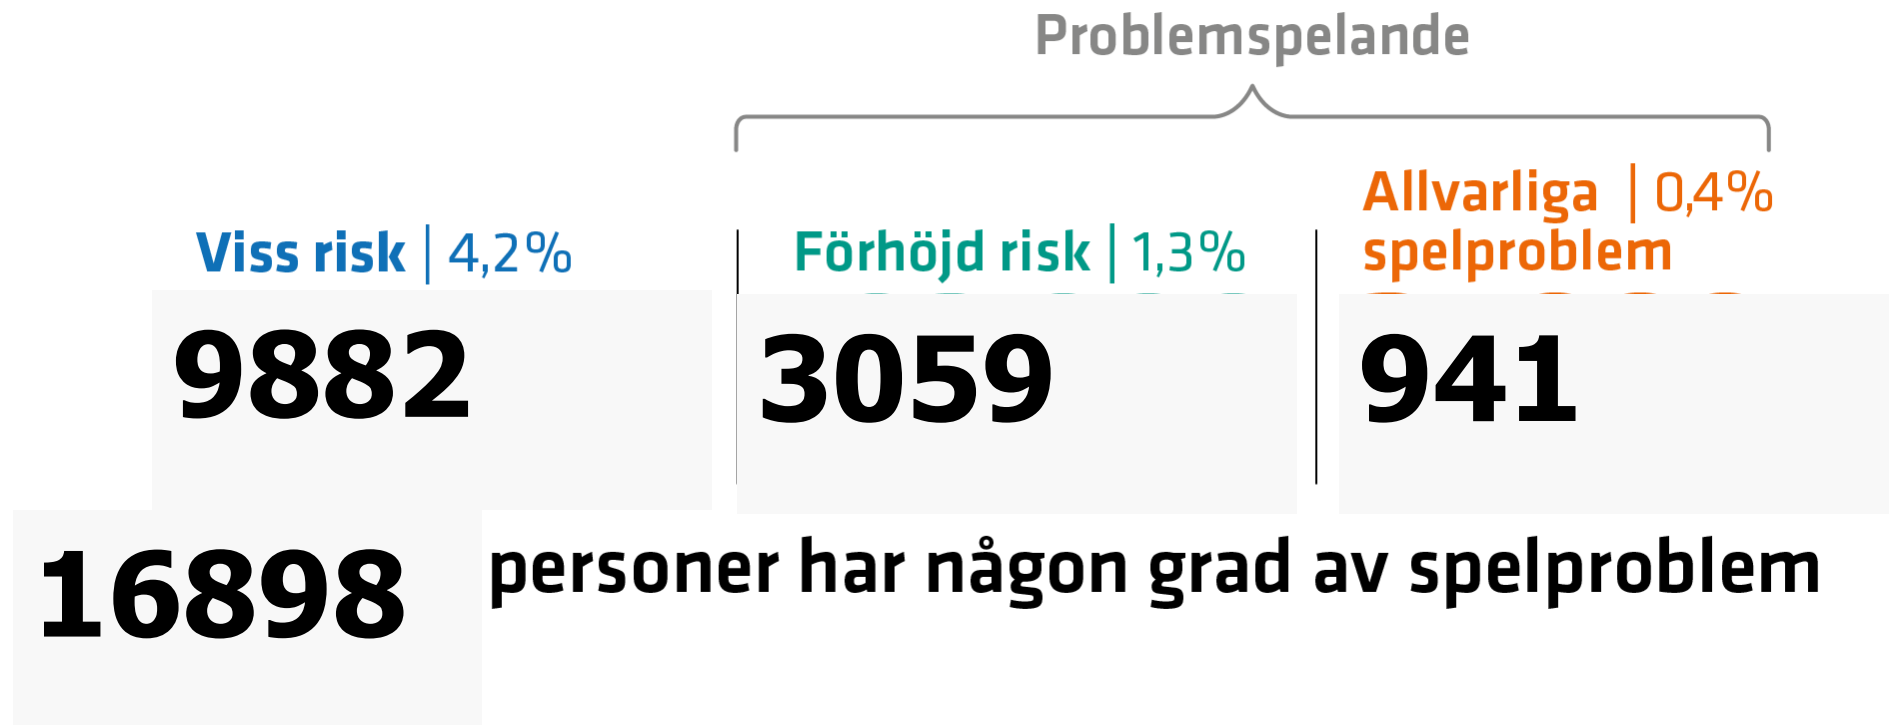 Problemspelande
Viss risk | 4,2%
Förhöjd risk | 1,3%
Allvarliga | 0,4%
spelproblem
9882
3059
941
16898 personer har någon grad av spelproblem